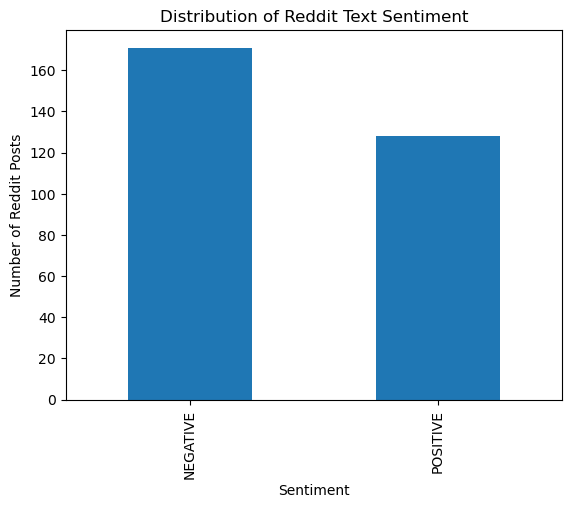 Distribution of Reddit Text Sentiment
Number of Reddit Posts
160
140
120
100
80
60
40
20
0
NEGATIVE
POSITIVE
Sentiment